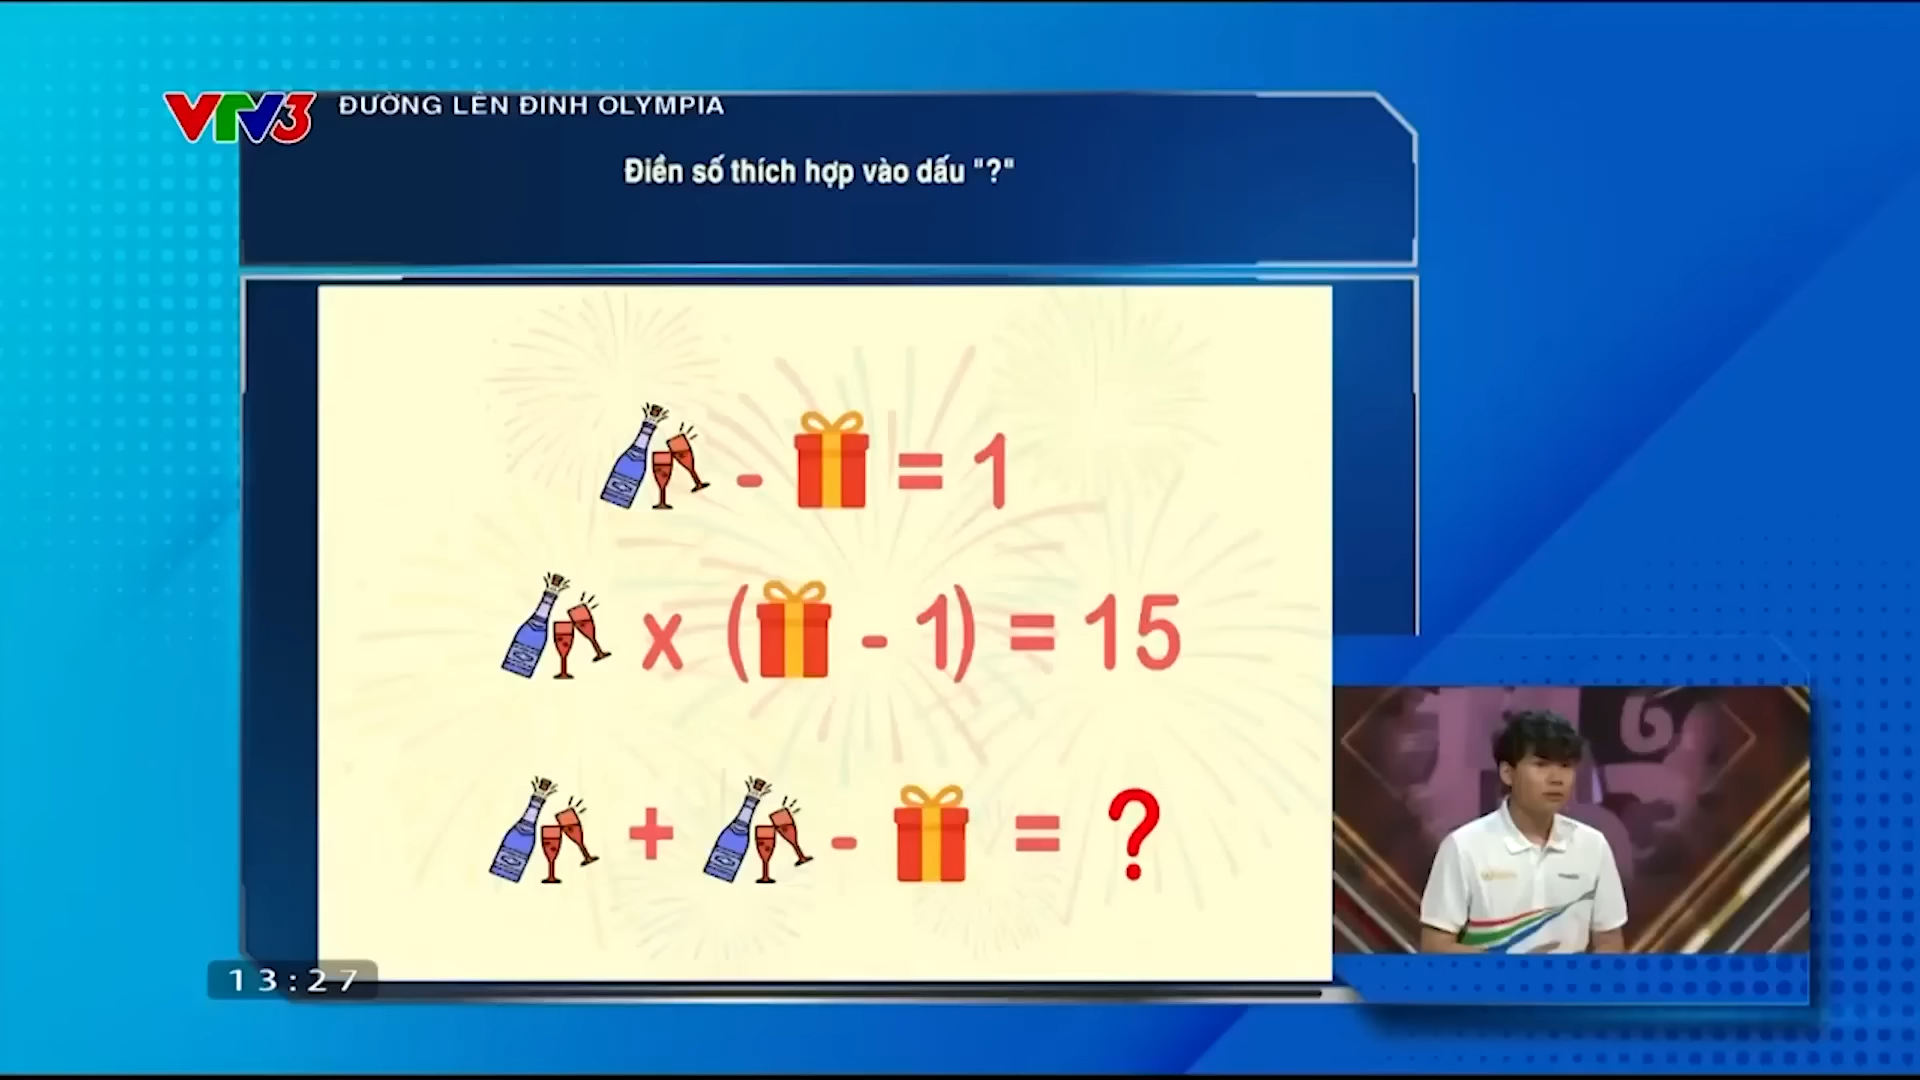 VTV3 ĐƯỜNG LÊN ĐỈNH OLYMPIA
Điền số thích hợp vào dấu "?"
- = 1
x ( - 1) = 15
+ - = ?
13:27